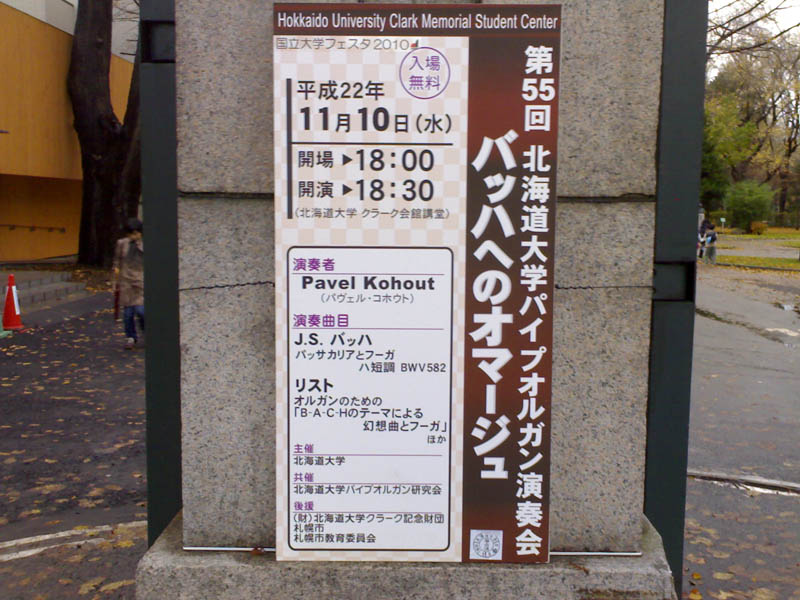 Hokkaido University Clark Memorial Student Center
国立大学フェスタ2010
入場
無料
平成22年
11月10日(水)
開場 ▶18:00
開演 ▶18:30
(北海道大学 クラーク会館講堂)
第55回 北海道大学パイプオルガン演奏会
バッハへのオマージュ
演奏者
Pavel Kohout
(パヴェル・コホウト)
演奏曲目
J.S. バッハ
パッサカリアとフーガ
ハ短調 BWV582
リスト
オルガンのための
「B-A-C-Hのテーマによる
幻想曲とフーガ」
ほか
主催
北海道大学
共催
北海道大学パイプオルガン研究会
後援
(財)北海道大学クラーク記念財団
札幌市
札幌市教育委員会